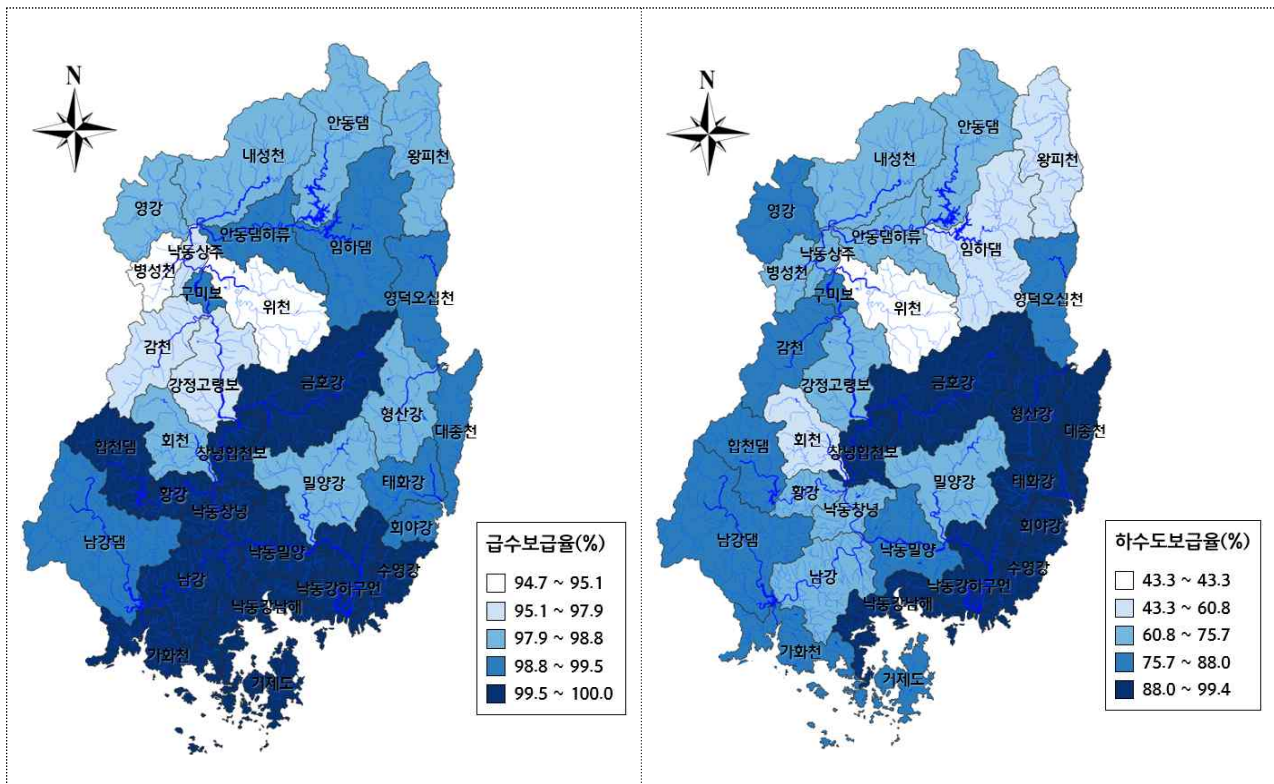 N
안동댐
내성천
왕피천
영강
안동댐하류
낙동상주
임하댐
병성천
구미보
위천
영덕오십천
감천
강정고령보
금호강
형산강
대종천
회천
합천댐
창녕합천보
밀양강
태화강
황강
낙동창녕
회야강
남강댐
낙동밀양
수영강
남강
낙동강하구언
낙동강남해
가화천
거제도
급수보급율(%)
94.7 ~ 95.1
95.1 ~ 97.9
97.9 ~ 98.8
98.8 ~ 99.5
99.5 ~ 100.0
N
안동댐
내성천
왕피천
영강
안동댐하류
낙동상주
임하댐
병성천
구미보
위천
영덕오십천
감천
강정고령보
금호강
형산강
대종천
회천
합천댐
창녕합천보
밀양강
태화강
황강
낙동창녕
회야강
남강댐
낙동밀양
수영강
남강
낙동강하구언
낙동강남해
가화천
거제도
하수도보급율(%)
43.3 ~ 43.3
43.3 ~ 60.8
60.8 ~ 75.7
75.7 ~ 88.0
88.0 ~ 99.4